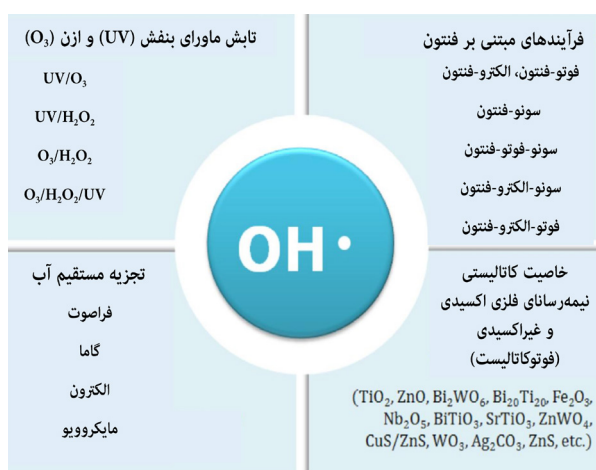 فرآیندهای مبتنی بر فنتون
فوتو-فنتون، الکترو-فنتون
سونو-فنتون
سونو-فوتو-فنتون
سونو-الکترو-فنتون
فوتو-الکترو-فنتون
تابش ماورای بنفش (UV) و ازن (O₃)
UV/O₃
UV/H₂O₂
O₃/H₂O₂
O₃/H₂O₂/UV
OH•
خاصیت کاتالیستی
نیمه‌رسانای فلزی اکسیدی
و غیراکسیدی
(فوتوکاتالیست)
(TiO₂, ZnO, Bi₂WO₆, Bi₂₀Ti₂₀, Fe₂O₃,
Nb₂O₅, BiTiO₃, SrTiO₃, ZnWO₄,
CuS/ZnS, WO₃, Ag₂CO₃, ZnS, etc.)
تجزیه مستقیم آب
فراصوت
گاما
الکترون
مایکروویو